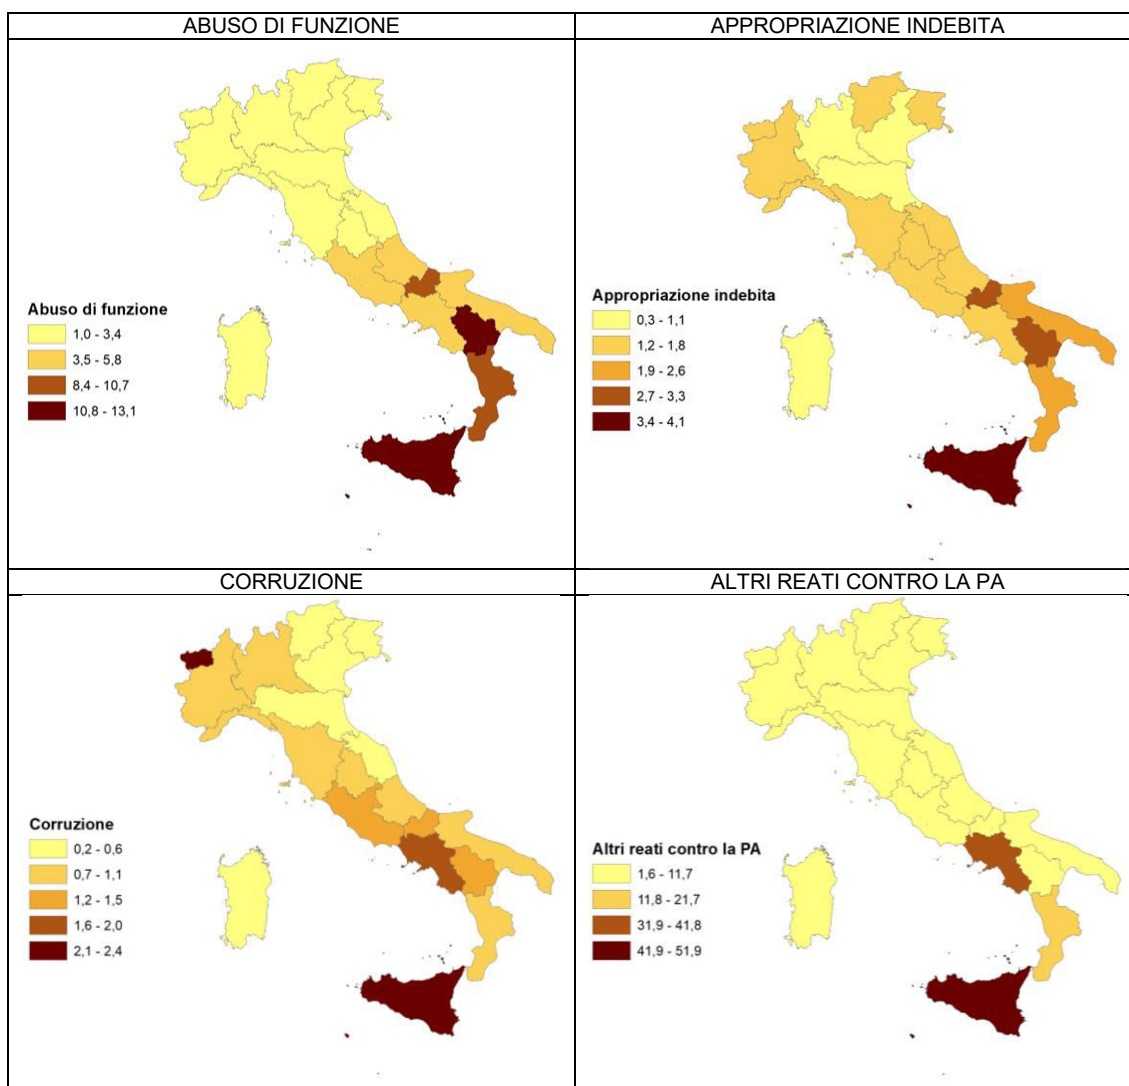 ABUSO DI FUNZIONE
Abuso di funzione
1,0 - 3,4
3,5 - 5,8
8,4 - 10,7
10,8 - 13,1
APPROPRIAZIONE INDEBITA
Appropriazione indebita
0,3 - 1,1
1,2 - 1,8
1,9 - 2,6
2,7 - 3,3
3,4 - 4,1
CORRUZIONE
Corruzione
0,2 - 0,6
0,7 - 1,1
1,2 - 1,5
1,6 - 2,0
2,1 - 2,4
ALTRI REATI CONTRO LA PA
Altri reati contro la PA
1,6 - 11,7
11,8 - 21,7
31,9 - 41,8
41,9 - 51,9